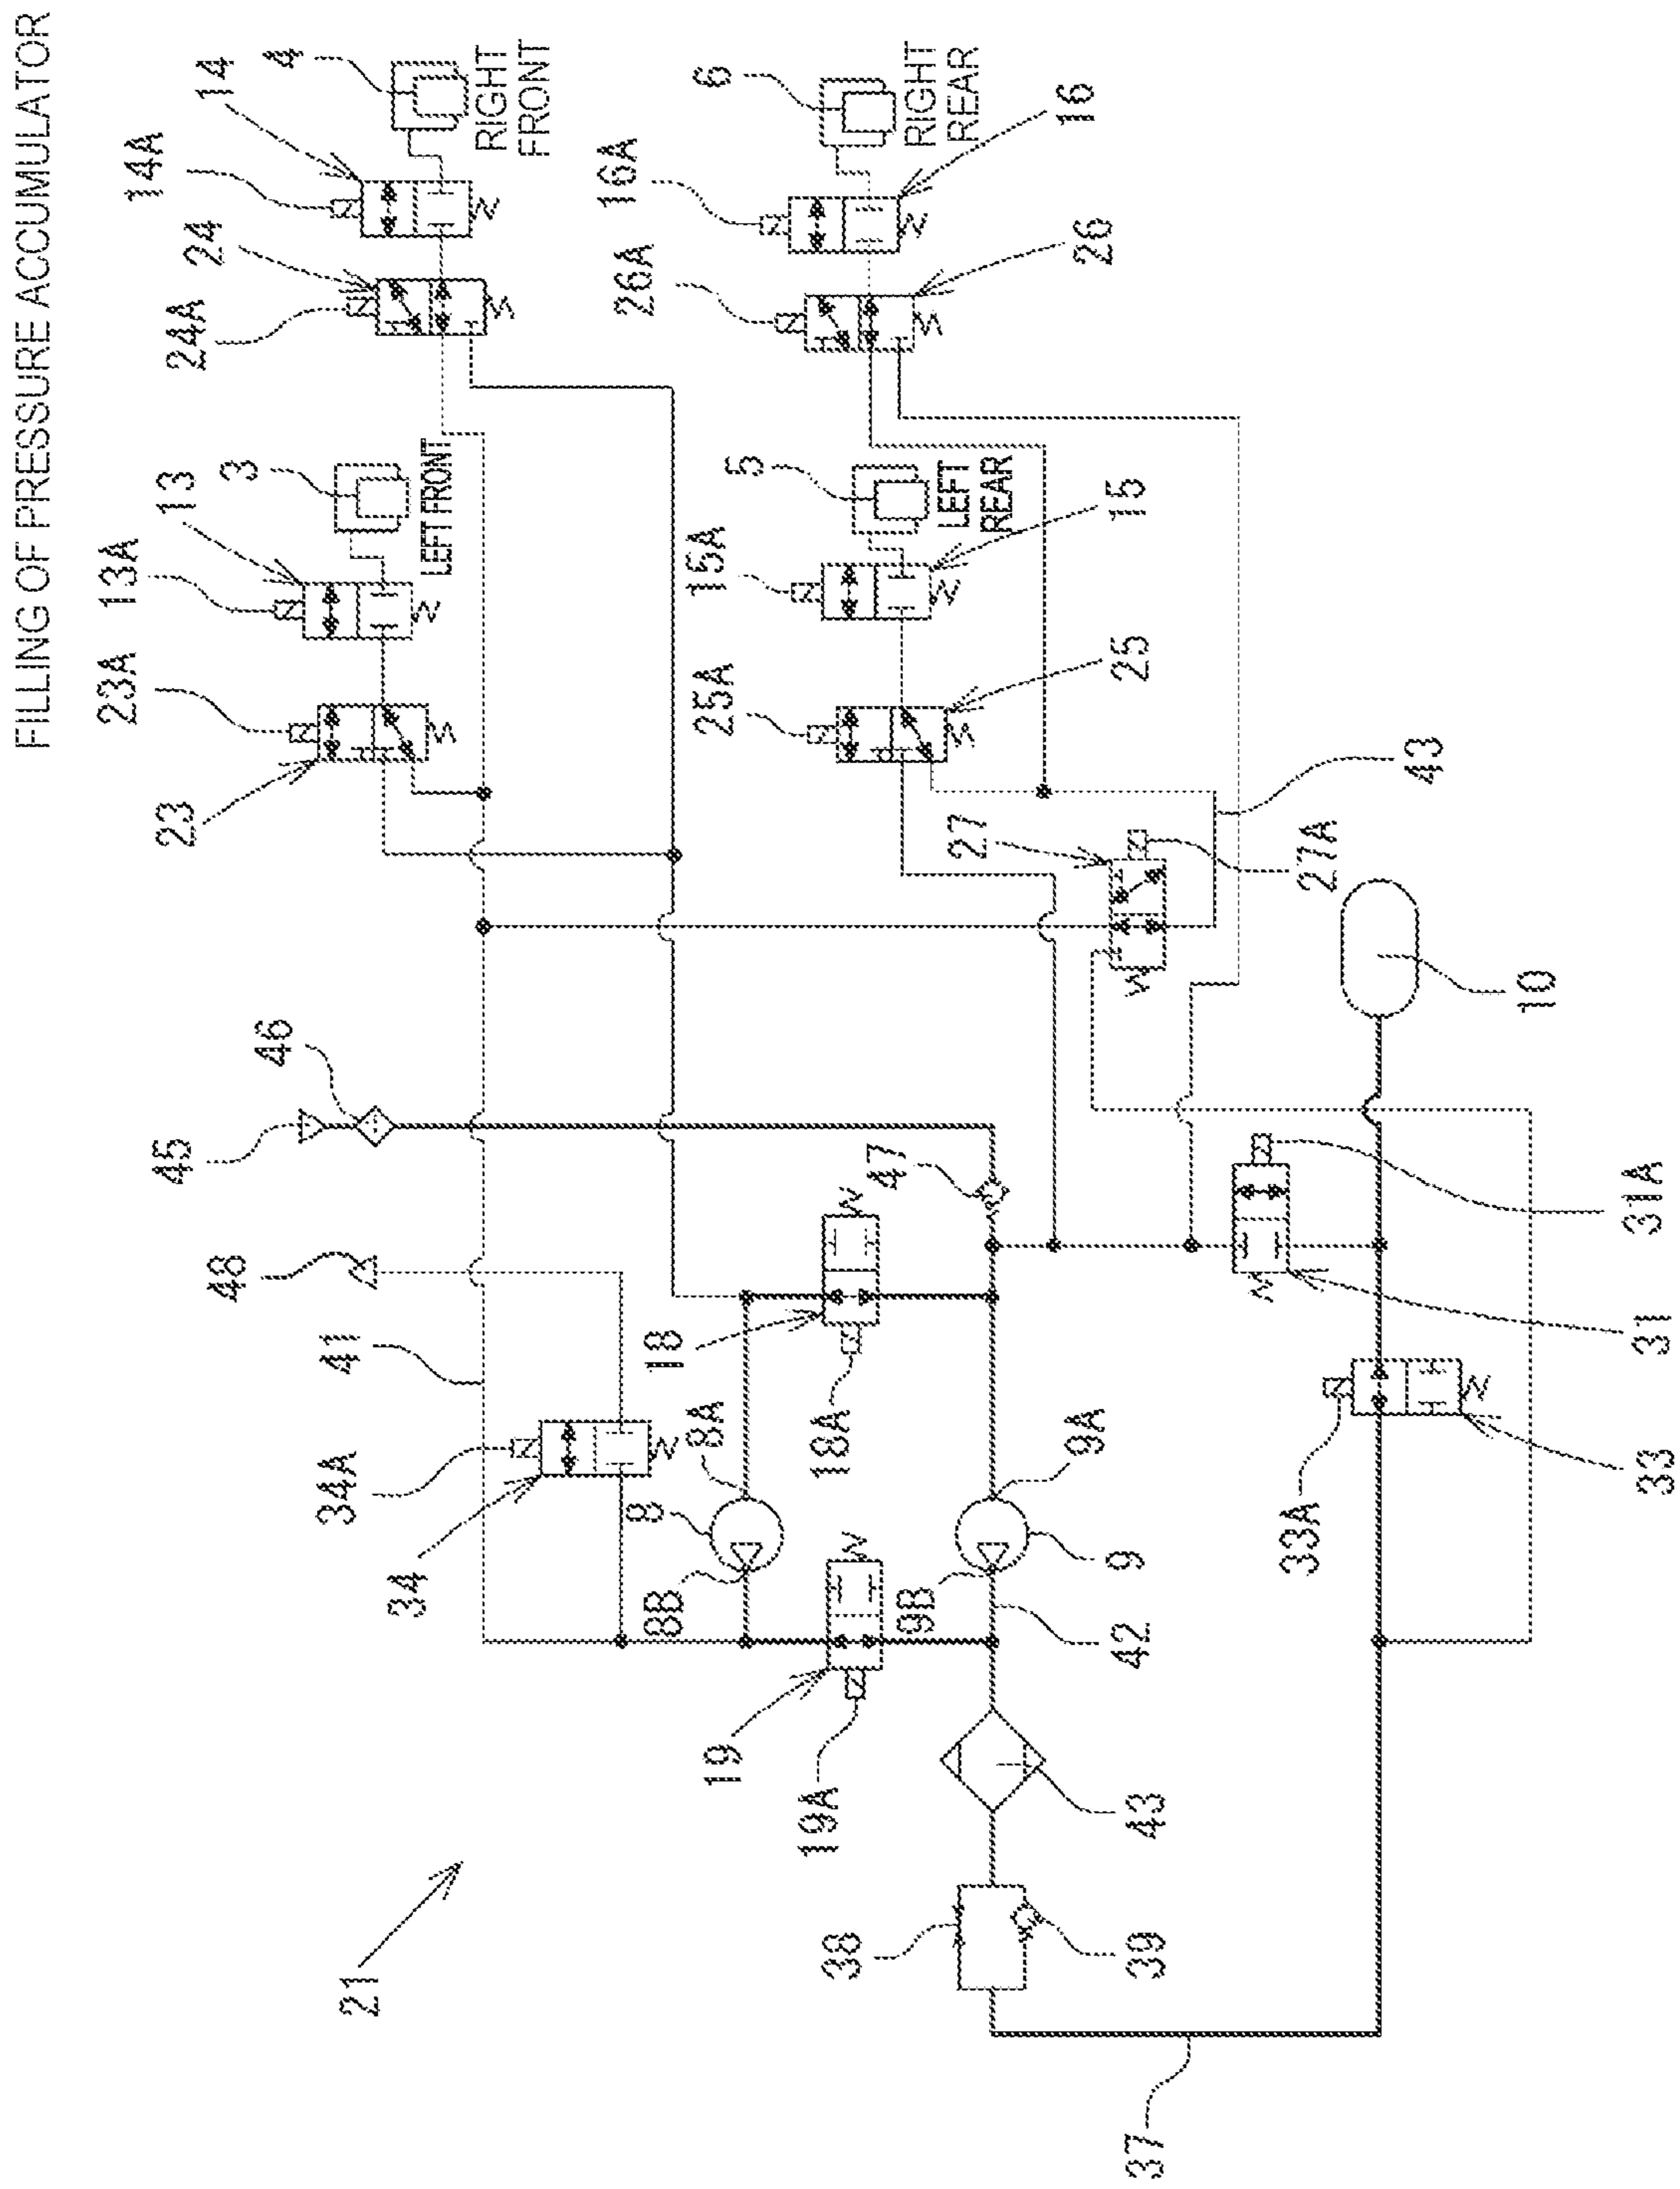 FILLING OF PRESSURE ACCUMULATOR
21
37
38
39
43
19
19A
42
9
9A
9B
8
8A
8B
18
18A
34
34A
41
48
45
46
47
33
33A
31
31A
10
27
27A
43
23
23A
13
13A
3
LEFT FRONT
24
24A
14
14A
4
RIGHT
FRONT
25
25A
15
15A
5
LEFT
REAR
26
26A
16
16A
6
RIGHT
REAR